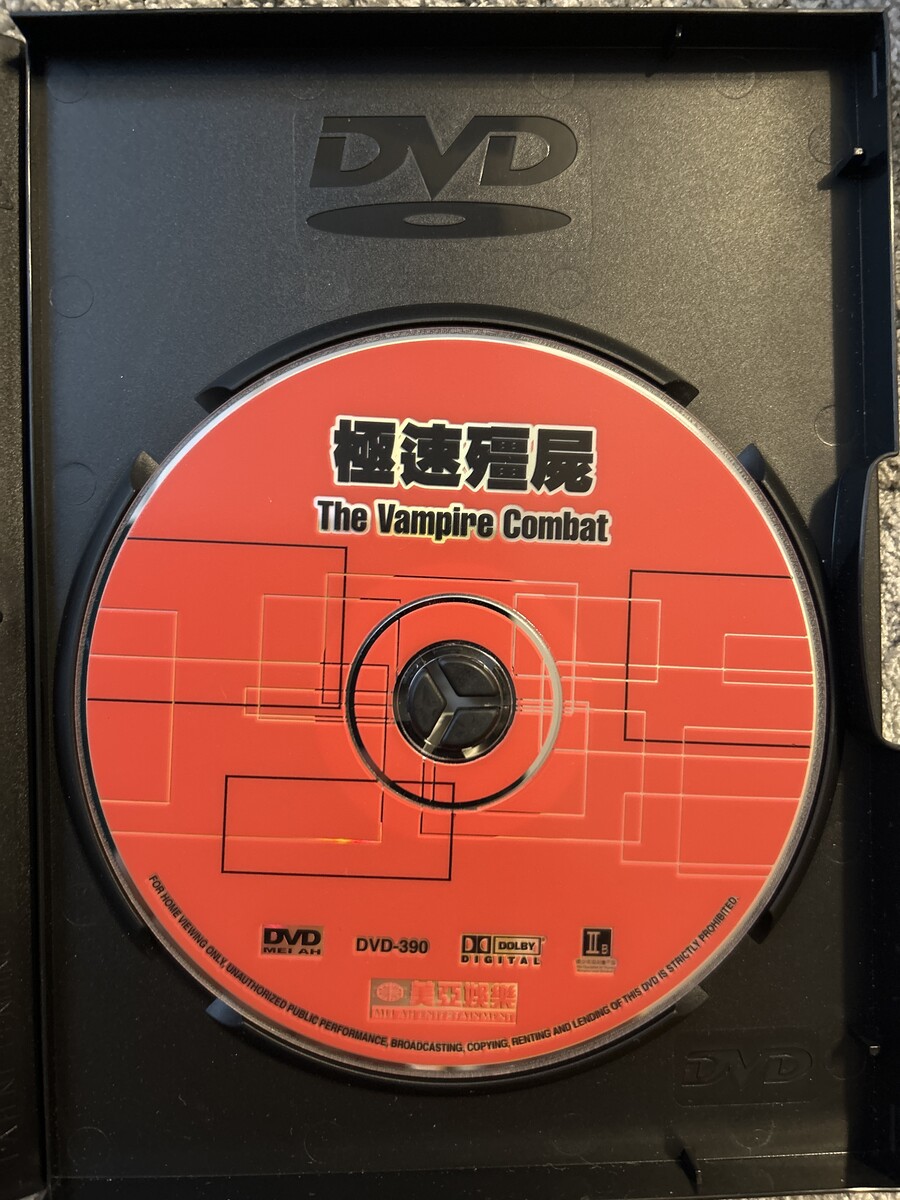 DVD
極速殭屍
The Vampire Combat
DVD
MEI AH
DVD-390
DOLBY
DIGITAL
IIB
美亞娛樂
MEI AH ENTERTAINMENT
FOR HOME VIEWING ONLY, UNAUTHORIZED PUBLIC PERFORMANCE, BROADCASTING, COPYING, RENTING AND LENDING OF THIS DVD IS STRICTLY PROHIBITED.
DVD